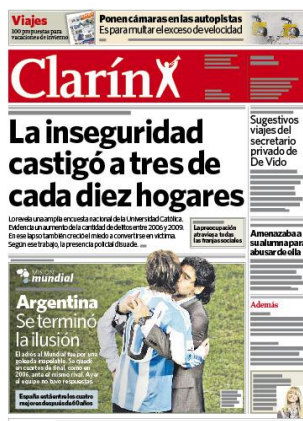 Viajes
100 propuestas para
vacaciones de invierno
Ponen cámaras en las autopistas
Es para multar el exceso de velocidad
Clarín
La inseguridad
castigó a tres de
cada diez hogares
Lo revela una amplia encuesta nacional de la Universidad Católica.
Evidencia un aumento de la cantidad de delitos entre 2006 y 2009.
En ese lapso también creció el miedo a convertirse en víctima.
Según ese trabajo, la presencia policial disuade.
La preocupación
atraviesa todas
las franjas sociales
Sugestivos
viajes del
secretario
privado de
De Vido
Amenazaba a
su alumna para
abusar de ella
Además
mundial
Argentina
Se terminó
la ilusión
El adiós al Mundial fue por una
goleada inapelable. Se quedó
en cuartos de final, como en
2006, ante el mismo rival. Ayer
el equipo no tuvo respuestas.
España está entre los cuatro
mejores después de 60 años